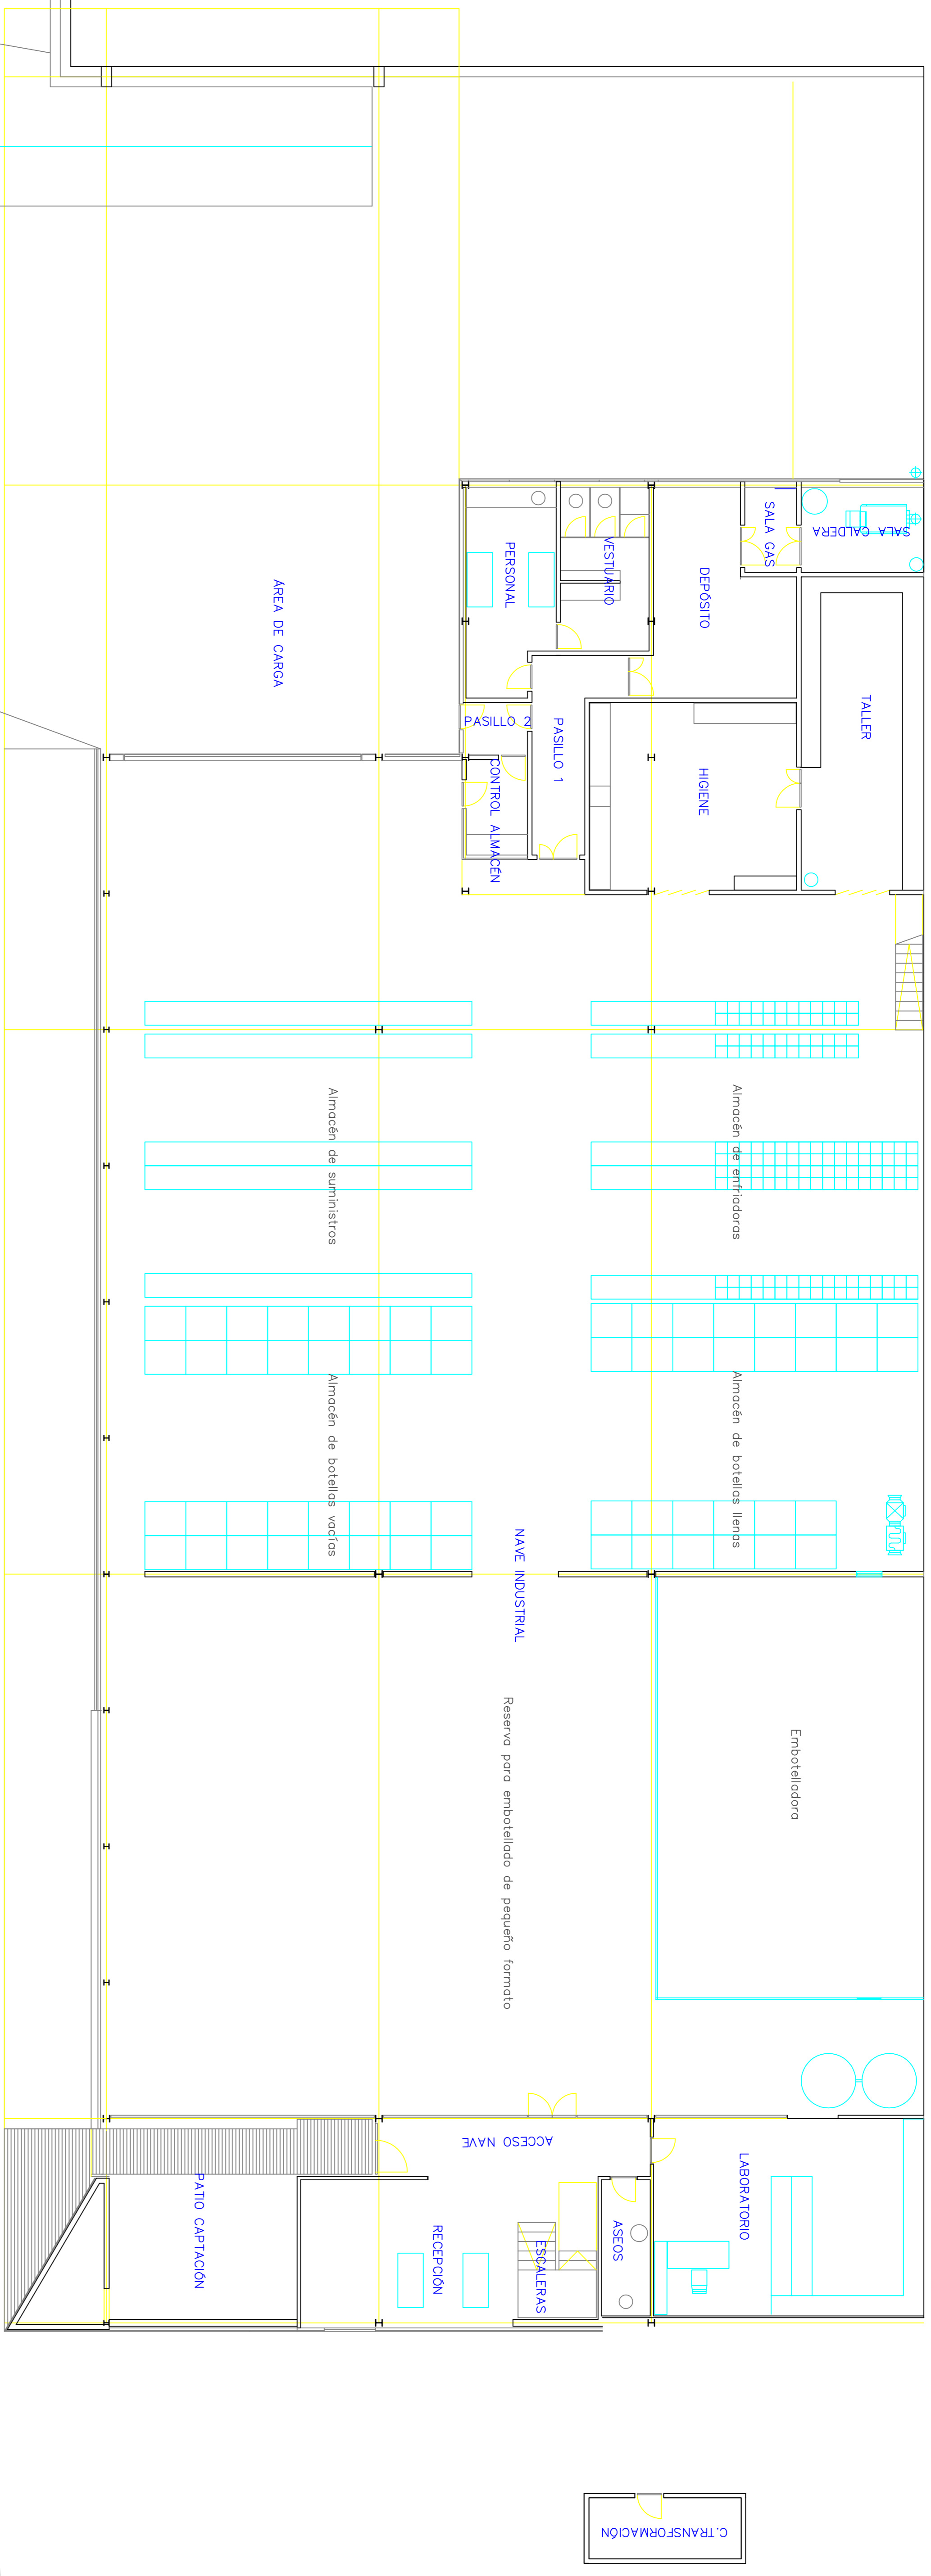 SALA CALDERA
SALA GAS
DEPÓSITO
VESTUARIO
PERSONAL
ÁREA DE CARGA
TALLER
HIGIENE
PASILLO 1
PASILLO 2
CONTROL ALMACÉN
Almacén de suministros
Almacén de enfriadoras
Almacén de botellas vacías
Almacén de botellas llenas
NAVE INDUSTRIAL
Reserva para embotellado de pequeño formato
Embotelladora
ACCESO NAVE
LABORATORIO
PATIO CAPTACIÓN
RECEPCIÓN
ESCALERAS
ASEOS
C.TRANSFORMACIÓN